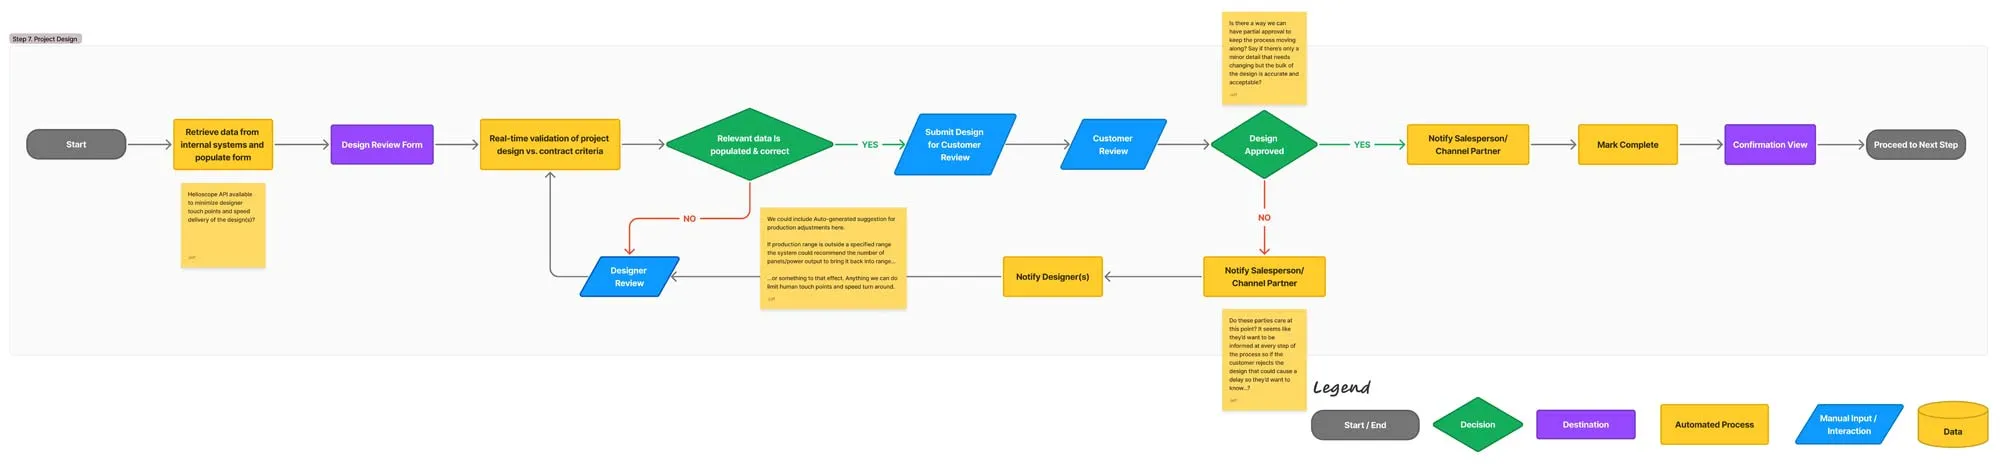 Step 7. Project Design
Is there a way we can
have partial approval to
keep the process moving
along? Say if there's only a
minor detail that needs
changing but the bulk of
the design is accurate and
acceptable?
Jeff
Start
Retrieve data from
internal systems and
populate form
Design Review Form
Real-time validation of project
design vs. contract criteria
Relevant data is
populated & correct
YES
Submit Design
for Customer
Review
Customer
Review
Design
Approved
YES
Notify Salesperson/
Channel Partner
Mark Complete
Confirmation View
Proceed to Next Step
Helioscope API available
to minimize designer
touch points and speed
delivery of the design(s)?
Jeff
NO
We could include Auto-generated suggestion for
production adjustments here.
If production range is outside a specified range
the system could recommend the number of
panels/power output to bring it back into range...
...or something to that effect. Anything we can do
limit human touch points and speed turn around.
Jeff
NO
Designer
Review
Notify Designer(s)
Notify Salesperson/
Channel Partner
Do these parties care at
this point? It seems like
they'd want to be
informed at every step of
the process so if the
customer rejects the
design that could cause a
delay so they'd want to
know...?
Jeff
Legend
Start / End
Decision
Destination
Automated Process
Manual Input /
Interaction
Data